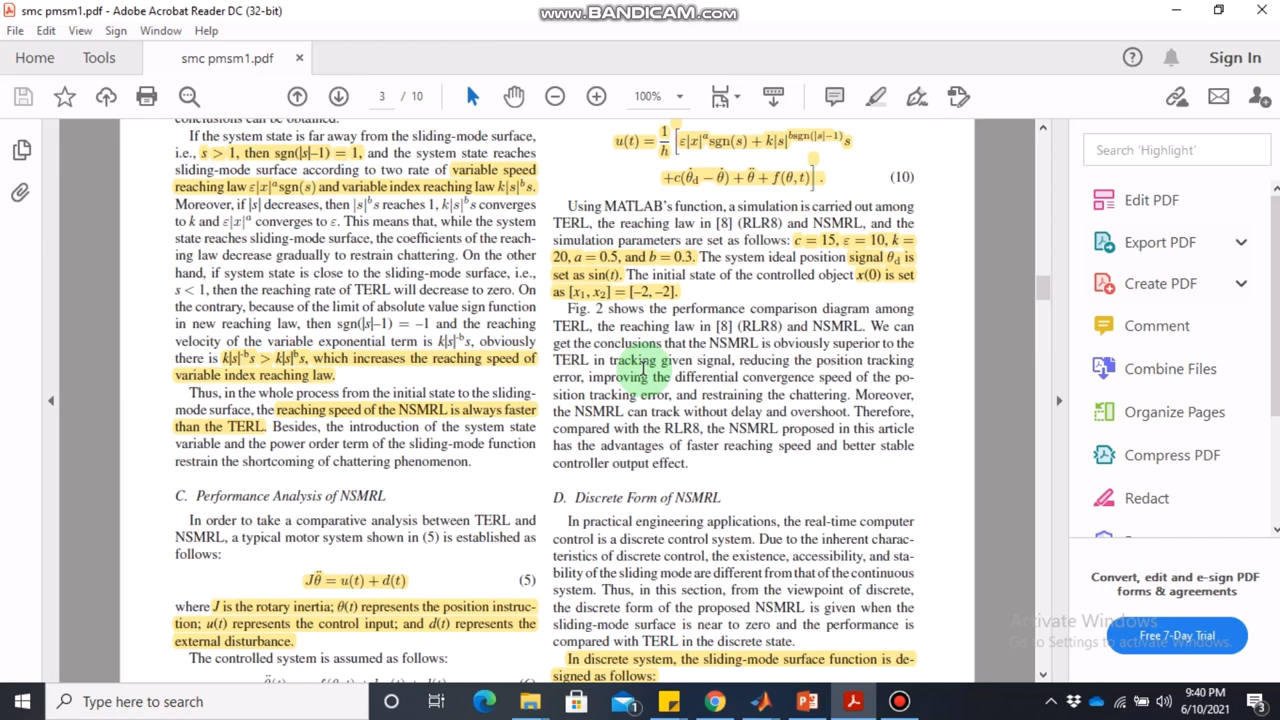 smc pmsm1.pdf - Adobe Acrobat Reader DC (32-bit)
www.BANDICAM.com
File Edit View Sign Window Help
Home Tools smc pmsm1.pdf × Sign In
3 / 10 100%
If the system state is far away from the sliding-mode surface,
i.e., s > 1, then sgn(|s|–1) = 1, and the system state reaches
sliding-mode surface according to two rate of variable speed
reaching law ε|x|ᵃsgn(s) and variable index reaching law k|s|ᵇs.
Moreover, if |s| decreases, then |s|ᵇs reaches 1, k|s|ᵇs converges
to k and ε|x|ᵃ converges to ε. This means that, while the system
state reaches sliding-mode surface, the coefficients of the reach-
ing law decrease gradually to restrain chattering. On the other
hand, if system state is close to the sliding-mode surface, i.e.,
s < 1, then the reaching rate of TERL will decrease to zero. On
the contrary, because of the limit of absolute value sign function
in new reaching law, then sgn(|s|–1) = −1 and the reaching
velocity of the variable exponential term is k|s|⁻ᵇs, obviously
there is k|s|⁻ᵇs > k|s|ᵇs, which increases the reaching speed of
variable index reaching law.
Thus, in the whole process from the initial state to the sliding-
mode surface, the reaching speed of the NSMRL is always faster
than the TERL. Besides, the introduction of the system state
variable and the power order term of the sliding-mode function
restrain the shortcoming of chattering phenomenon.
C. Performance Analysis of NSMRL
In order to take a comparative analysis between TERL and
NSMRL, a typical motor system shown in (5) is established as
follows:
Jθ̈ = u(t) + d(t) (5)
where J is the rotary inertia; θ(t) represents the position instruc-
tion; u(t) represents the control input; and d(t) represents the
external disturbance.
The controlled system is assumed as follows:
u(t) = 1/h [ε|x|ᵃsgn(s) + k|s|^bsgn(|s|−1) s
+c(θ̇d − θ̇) + θ̈ + f(θ, t)] . (10)
Using MATLAB's function, a simulation is carried out among
TERL, the reaching law in [8] (RLR8) and NSMRL, and the
simulation parameters are set as follows: c = 15, ε = 10, k =
20, a = 0.5, and b = 0.3. The system ideal position signal θd is
set as sin(t). The initial state of the controlled object x(0) is set
as [x₁, x₂] = [−2, −2].
Fig. 2 shows the performance comparison diagram among
TERL, the reaching law in [8] (RLR8) and NSMRL. We can
get the conclusions that the NSMRL is obviously superior to the
TERL in tracking given signal, reducing the position tracking
error, improving the differential convergence speed of the po-
sition tracking error, and restraining the chattering. Moreover,
the NSMRL can track without delay and overshoot. Therefore,
compared with the RLR8, the NSMRL proposed in this article
has the advantages of faster reaching speed and better stable
controller output effect.
D. Discrete Form of NSMRL
In practical engineering applications, the real-time computer
control is a discrete control system. Due to the inherent charac-
teristics of discrete control, the existence, accessibility, and sta-
bility of the sliding mode are different from that of the continuous
system. Thus, in this section, from the viewpoint of discrete,
the discrete form of the proposed NSMRL is given when the
sliding-mode surface is near to zero and the performance is
compared with TERL in the discrete state.
In discrete system, the sliding-mode surface function is de-
signed as follows:
Search 'Highlight'
Edit PDF
Export PDF
Create PDF
Comment
Combine Files
Organize Pages
Compress PDF
Redact
Convert, edit and e-sign PDF
forms & agreements
Activate Windows
Go to Settings to activate Windows.
Free 7-Day Trial
Type here to search
1
9:40 PM
6/10/2021
3